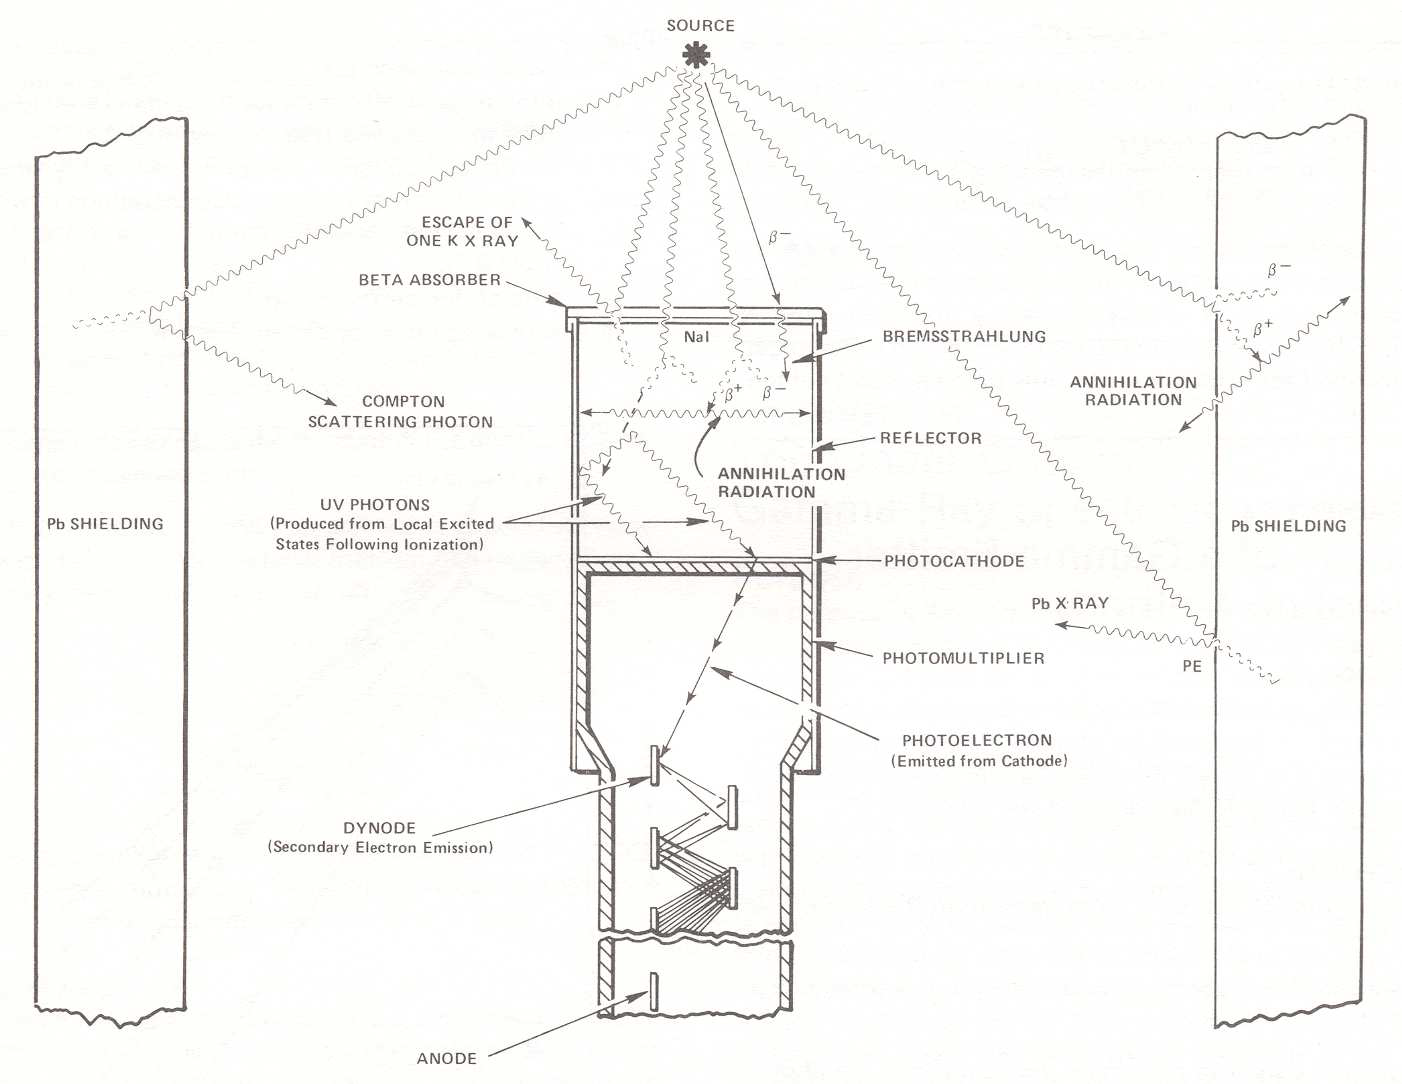 SOURCE
ESCAPE OF
ONE K X RAY
β−
β−
BETA ABSORBER
NaI
BREMSSTRAHLUNG
β+
ANNIHILATION
RADIATION
COMPTON
SCATTERING PHOTON
β+
β−
REFLECTOR
ANNIHILATION
RADIATION
UV PHOTONS
(Produced from Local Excited
States Following Ionization)
Pb SHIELDING
Pb SHIELDING
PHOTOCATHODE
Pb X RAY
PHOTOMULTIPLIER
PE
PHOTOELECTRON
(Emitted from Cathode)
DYNODE
(Secondary Electron Emission)
ANODE